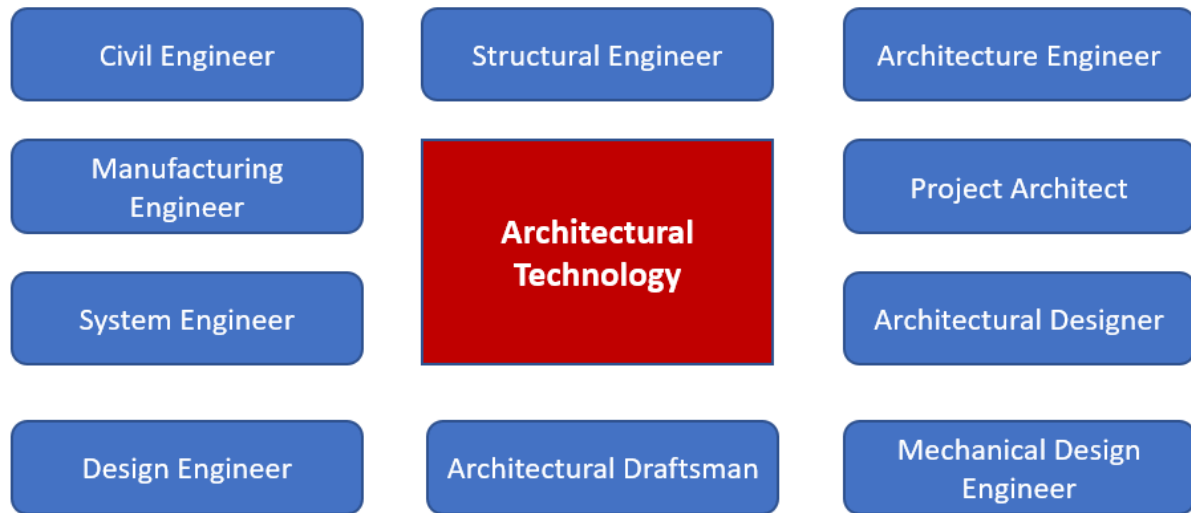 Civil Engineer
Structural Engineer
Architecture Engineer
Manufacturing
Engineer
Architectural
Technology
Project Architect
System Engineer
Architectural Designer
Design Engineer
Architectural Draftsman
Mechanical Design
Engineer